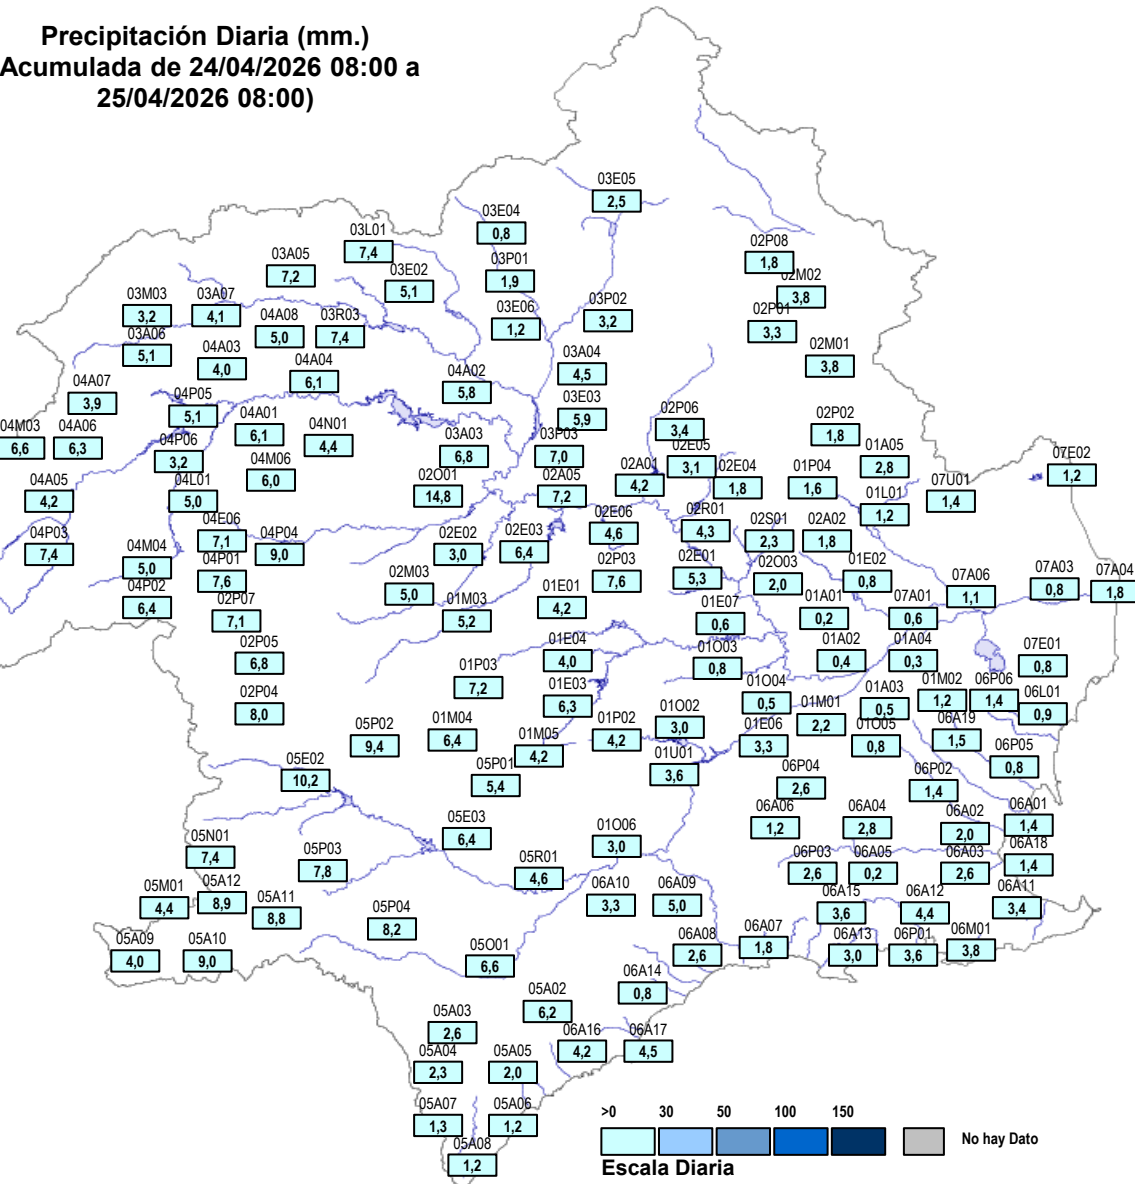 Precipitación Diaria (mm.)
Acumulada de 24/04/2026 08:00 a
25/04/2026 08:00)
03E05
2,5
03E04
0,8
03L01
7,4
02P08
1,8
03A05
7,2
03P01
1,9
03E02
5,1
02M02
3,8
03M03
3,2
03A07
4,1
03P02
3,2
03E06
1,2
04A08
5,0
03R03
7,4
02P01
3,3
03A06
5,1
04A03
4,0
02M01
3,8
03A04
4,5
04A04
6,1
04A02
5,8
04A07
3,9
04P05
5,1
03E03
5,9
02P06
3,4
02P02
1,8
04M03
6,6
04A06
6,3
04A01
6,1
04N01
4,4
04P06
3,2
03A03
6,8
03P03
7,0
02E05
3,1
01A05
2,8
07E02
1,2
04M06
6,0
02O01
14,8
02A05
7,2
02A01
4,2
02E04
1,8
01P04
1,6
07U01
1,4
04A05
4,2
04L01
5,0
01L01
1,2
04E06
7,1
04P04
9,0
02E06
4,6
02R01
4,3
02S01
2,3
02A02
1,8
04P03
7,4
02E02
3,0
02E03
6,4
04M04
5,0
04P01
7,6
02P03
7,6
02E01
5,3
02O03
2,0
01E02
0,8
07A03
0,8
07A04
1,8
07A06
1,1
04P02
6,4
02P07
7,1
02M03
5,0
01M03
5,2
01E01
4,2
01E07
0,6
01A01
0,2
07A01
0,6
02P05
6,8
01E04
4,0
01O03
0,8
01A02
0,4
01A04
0,3
07E01
0,8
01P03
7,2
01E03
6,3
01O04
0,5
01A03
0,5
01M02
1,2
06P06
1,4
06L01
0,9
02P04
8,0
05P02
9,4
01M04
6,4
01M05
4,2
01P02
4,2
01O02
3,0
01M01
2,2
01E06
3,3
01O05
0,8
06A19
1,5
06P05
0,8
05E02
10,2
05P01
5,4
01U01
3,6
06P04
2,6
06P02
1,4
05E03
6,4
01O06
3,0
06A06
1,2
06A04
2,8
06A02
2,0
06A01
1,4
05N01
7,4
05P03
7,8
05R01
4,6
06P03
2,6
06A05
0,2
06A03
2,6
06A18
1,4
05M01
4,4
05A12
8,9
05A11
8,8
05P04
8,2
06A10
3,3
06A09
5,0
06A15
3,6
06A12
4,4
06A11
3,4
05A09
4,0
05A10
9,0
05O01
6,6
06A08
2,6
06A07
1,8
06A13
3,0
06P01
3,6
06M01
3,8
06A14
0,8
05A02
6,2
05A03
2,6
06A16
4,2
06A17
4,5
05A04
2,3
05A05
2,0
05A07
1,3
05A06
1,2
05A08
1,2
>0 30 50 100 150
No hay Dato
Escala Diaria